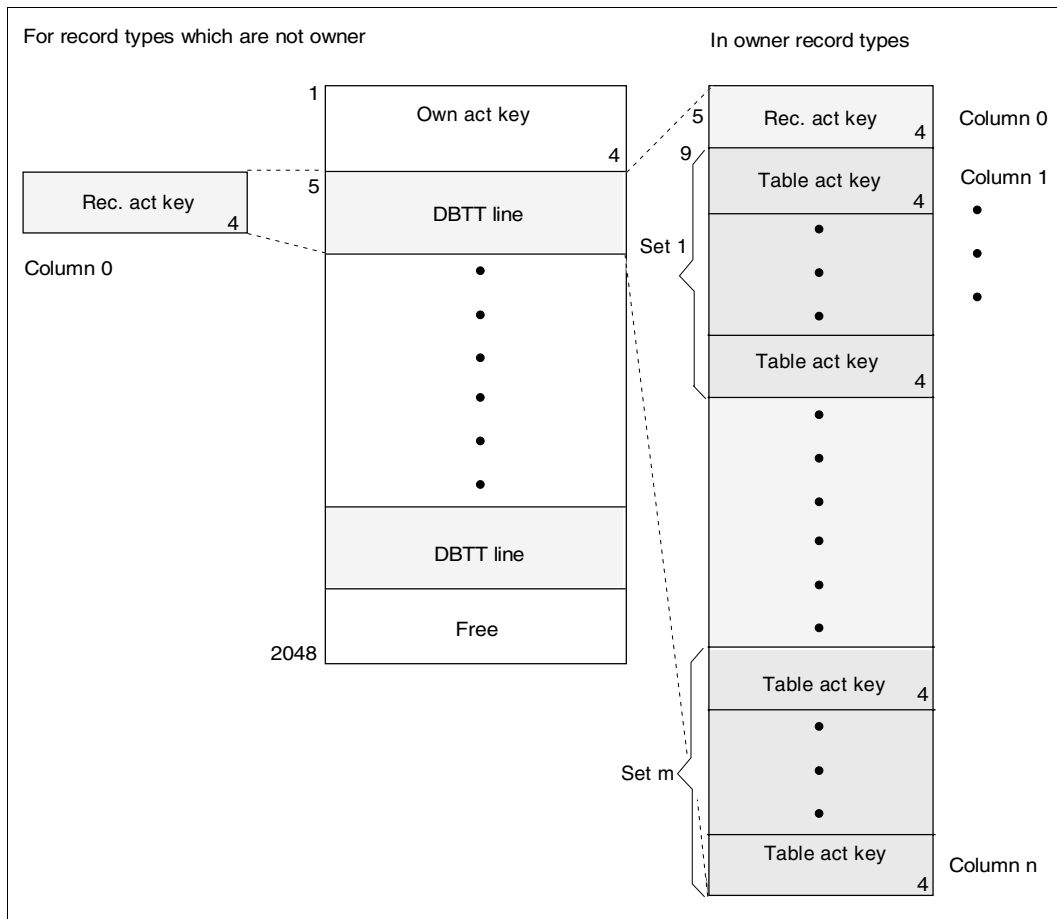 For record types which are not owner
In owner record types
1
Own act key
4
5
DBTT line
DBTT line
Free
2048
Rec. act key
4
Column 0
5
Rec. act key
4
Column 0
9
Table act key
4
Column 1
Set 1
Table act key
4
Table act key
4
Set m
Table act key
4
Column n